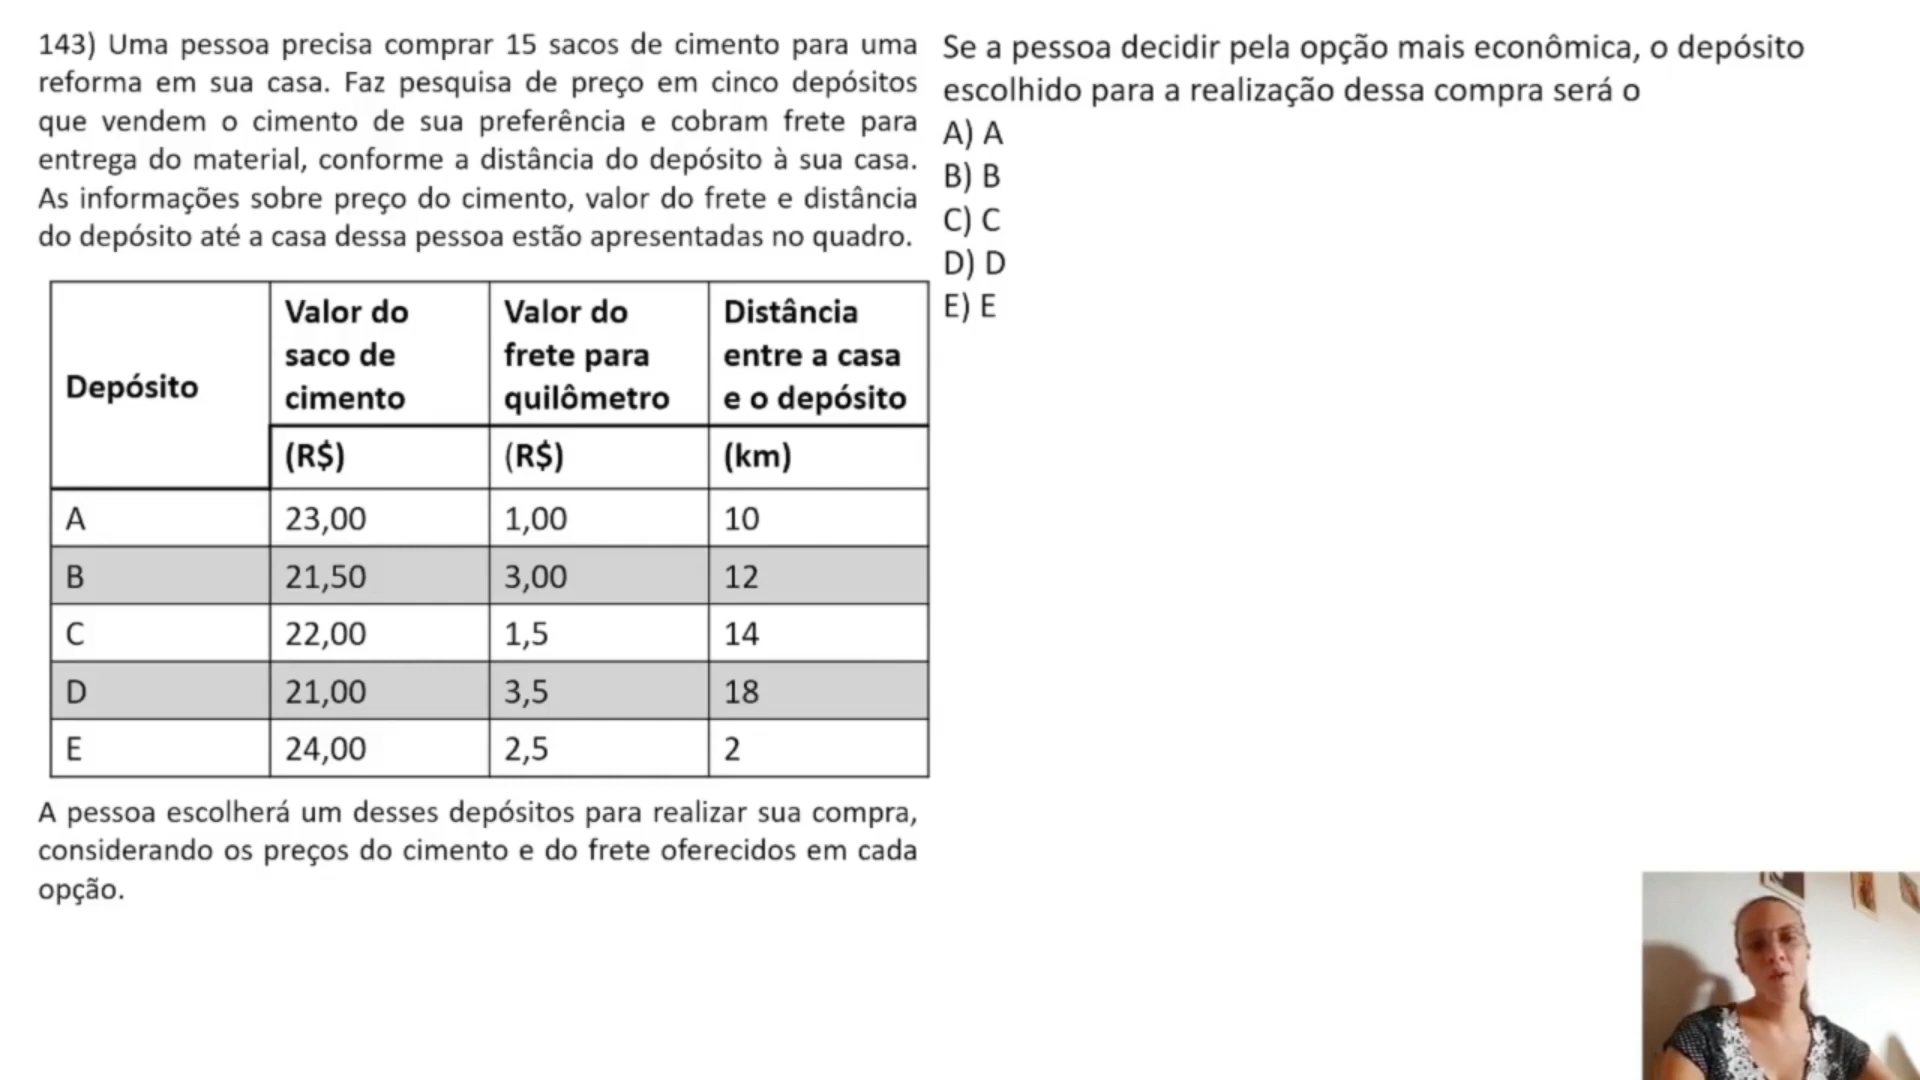 143) Uma pessoa precisa comprar 15 sacos de cimento para uma
reforma em sua casa. Faz pesquisa de preço em cinco depósitos
que vendem o cimento de sua preferência e cobram frete para
entrega do material, conforme a distância do depósito à sua casa.
As informações sobre preço do cimento, valor do frete e distância
do depósito até a casa dessa pessoa estão apresentadas no quadro.
Depósito
Valor do saco de cimento
Valor do frete para quilômetro
Distância entre a casa e o depósito
(R$) (R$) (km)
A 23,00 1,00 10
B 21,50 3,00 12
C 22,00 1,5 14
D 21,00 3,5 18
E 24,00 2,5 2
A pessoa escolherá um desses depósitos para realizar sua compra,
considerando os preços do cimento e do frete oferecidos em cada
opção.
Se a pessoa decidir pela opção mais econômica, o depósito
escolhido para a realização dessa compra será o
A) A
B) B
C) C
D) D
E) E